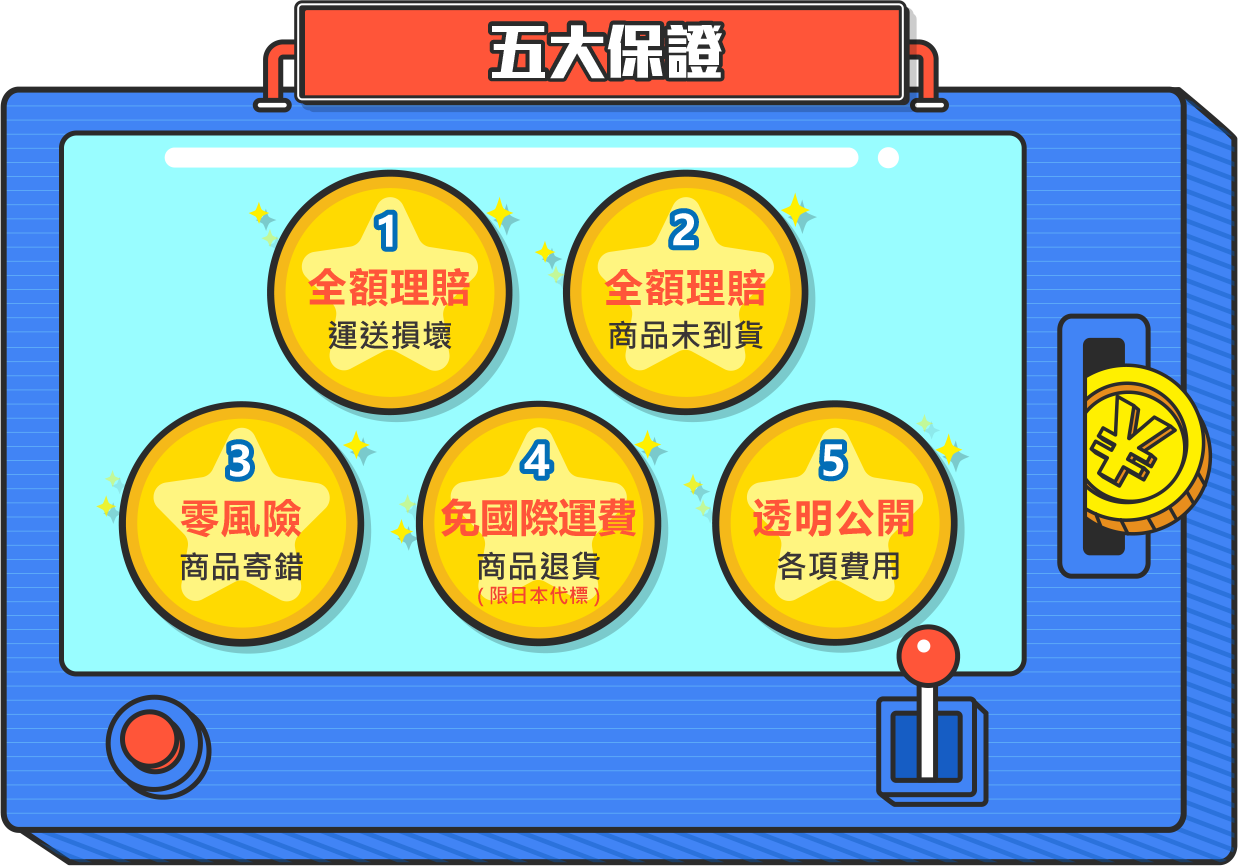 五大保證
1
全額理賠
運送損壞
2
全額理賠
商品未到貨
3
零風險
商品寄錯
4
免國際運費
商品退貨
(限日本代標)
5
透明公開
各項費用
¥